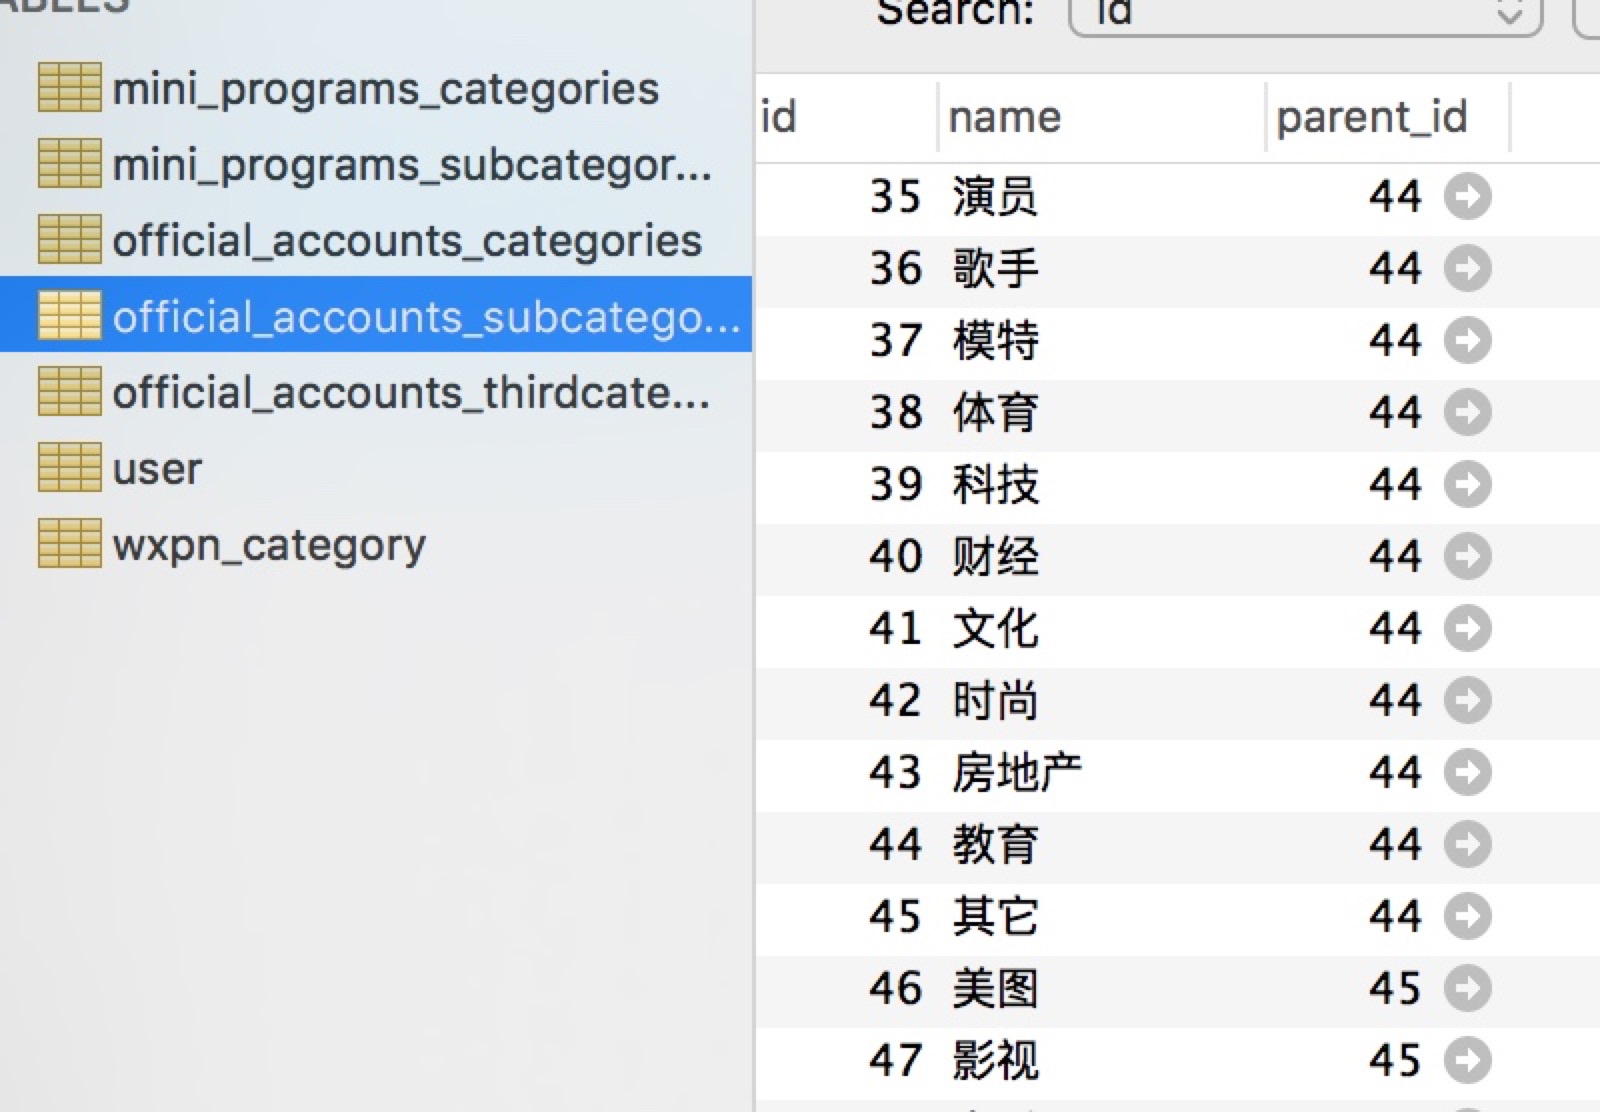 ABLES
mini_programs_categories
mini_programs_subcategor...
official_accounts_categories
official_accounts_subcatego...
official_accounts_thirdcate...
user
wxpn_category
Search: id
id name parent_id
35 演员 44
36 歌手 44
37 模特 44
38 体育 44
39 科技 44
40 财经 44
41 文化 44
42 时尚 44
43 房地产 44
44 教育 44
45 其它 44
46 美图 45
47 影视 45